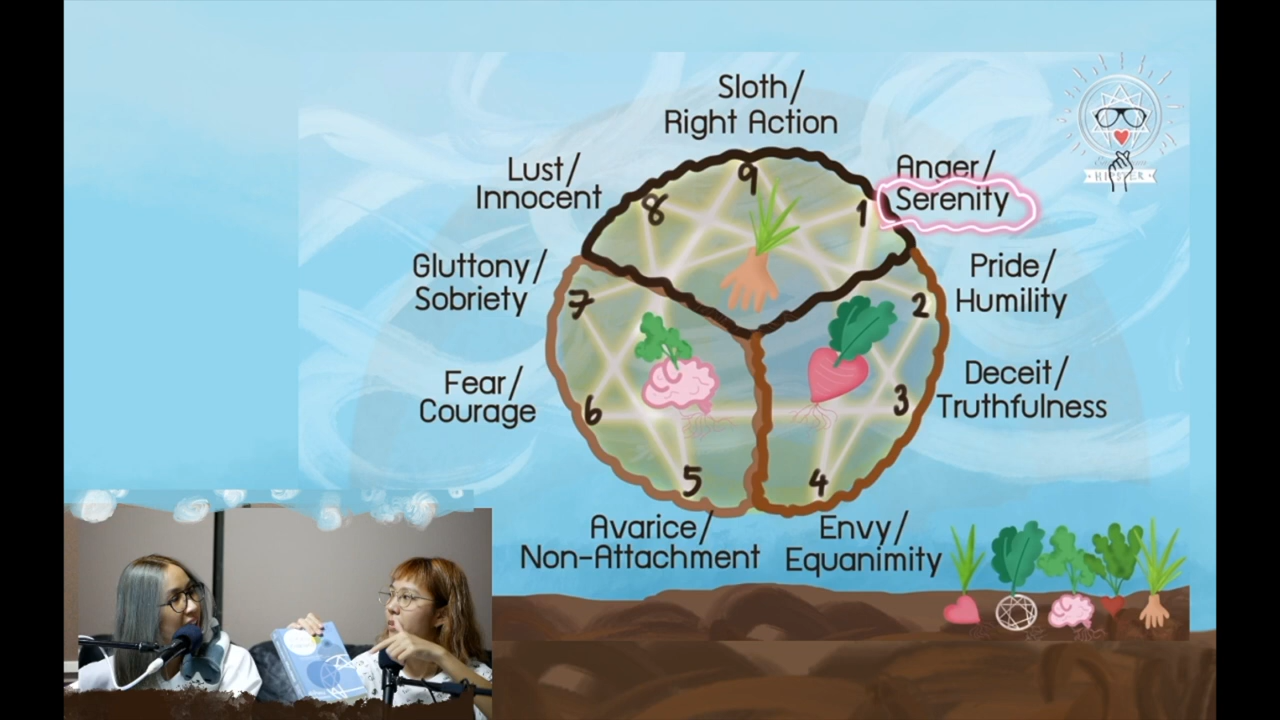 Sloth/
Right Action
Lust/
Innocent
Anger/
Serenity
HIPSTER
Gluttony/
Sobriety
Pride/
Humility
Fear/
Courage
Deceit/
Truthfulness
Avarice/
Non-Attachment
Envy/
Equanimity
9
8
1
7
2
6
3
5
4